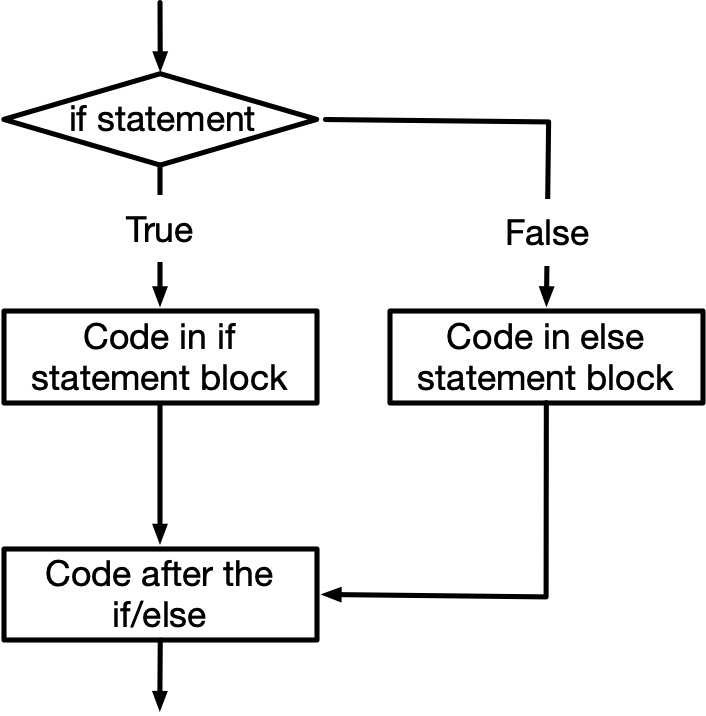 if statement
True
False
Code in if
statement block
Code in else
statement block
Code after the
if/else